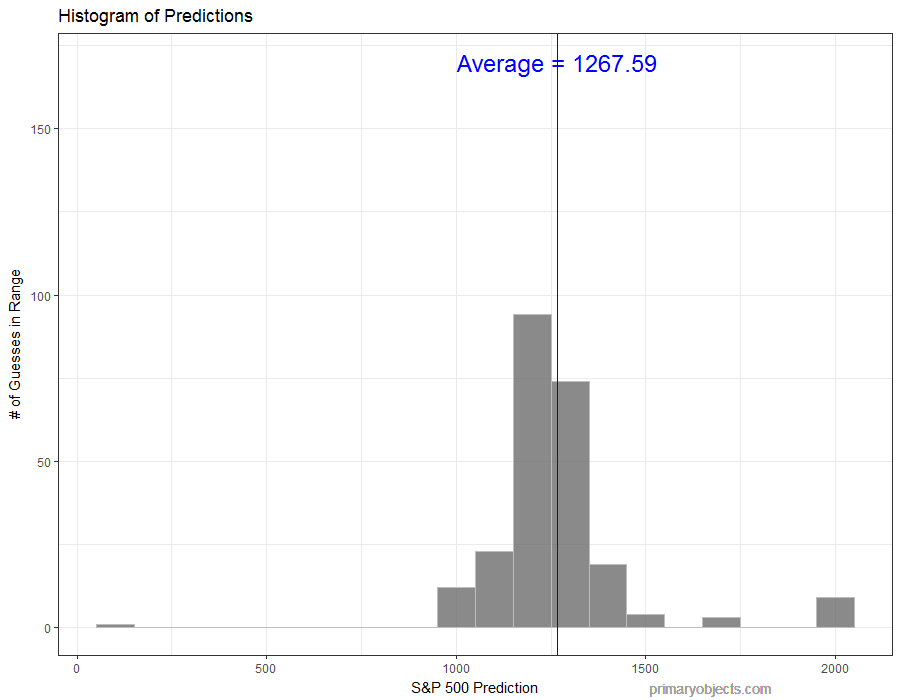 Histogram of Predictions
Average = 1267.59
# of Guesses in Range
150
100
50
0
0 500 1000 1500 2000
S&P 500 Prediction
primaryobjects.com